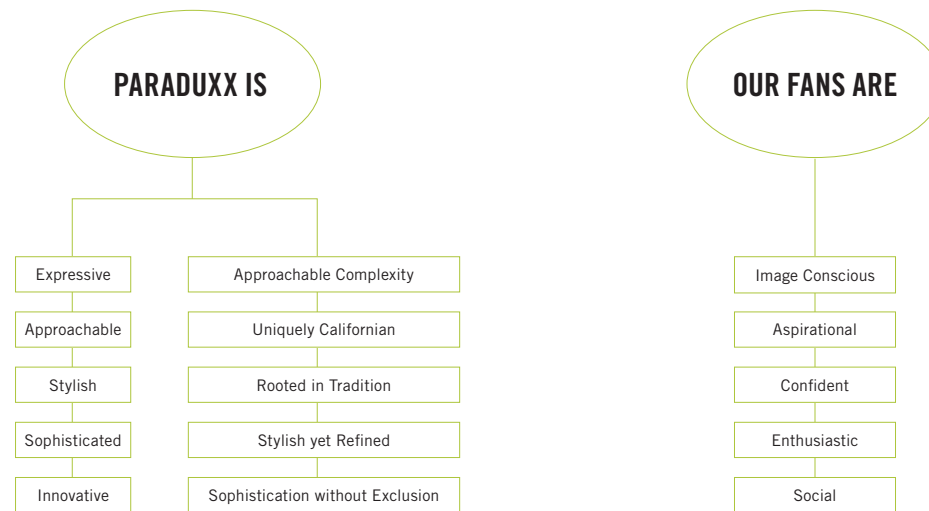 PARADUXX IS
Expressive
Approachable
Stylish
Sophisticated
Innovative
Approachable Complexity
Uniquely Californian
Rooted in Tradition
Stylish yet Refined
Sophistication without Exclusion
OUR FANS ARE
Image Conscious
Aspirational
Confident
Enthusiastic
Social